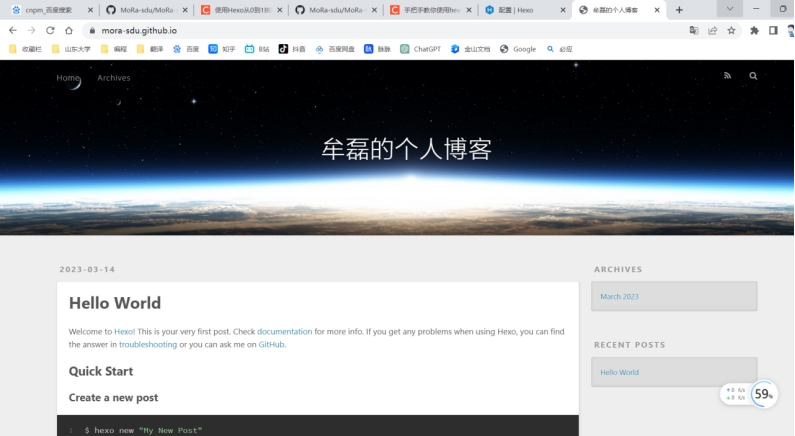 cnpm_百度搜索
MoRa-sdu/MoRa-
使用Hexo从0到1
MoRa-sdu/MoRa-
手把手教你使用
配置 | Hexo
牟磊的个人博客
mora-sdu.github.io
收藏栏 山东大学 编程 翻译 百度 知乎 B站 抖音 百度网盘 脉脉 ChatGPT 金山文档 Google 必应
Home Archives
牟磊的个人博客
2023-03-14
Hello World
Welcome to Hexo! This is your very first post. Check documentation for more info. If you get any problems when using Hexo, you can find
the answer in troubleshooting or you can ask me on GitHub.
Quick Start
Create a new post
1 $ hexo new "My New Post"
ARCHIVES
March 2023
RECENT POSTS
Hello World
0 K/s
0 K/s
59%